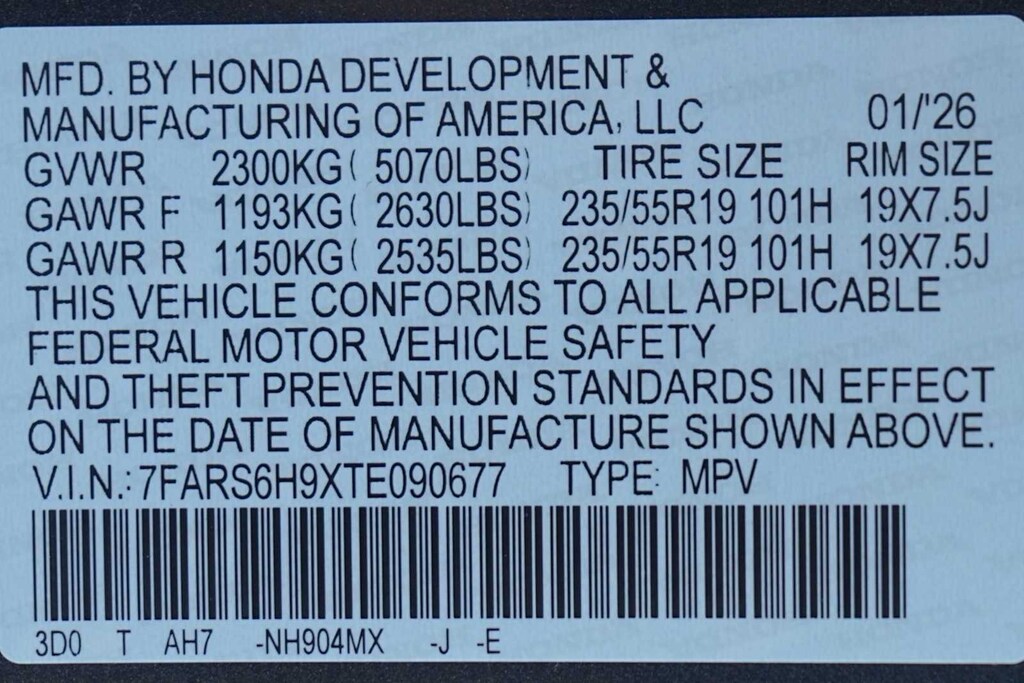 MFD. BY HONDA DEVELOPMENT &
MANUFACTURING OF AMERICA, LLC 01/'26
GVWR 2300KG( 5070LBS) TIRE SIZE RIM SIZE
GAWR F 1193KG( 2630LBS) 235/55R19 101H 19X7.5J
GAWR R 1150KG( 2535LBS) 235/55R19 101H 19X7.5J
THIS VEHICLE CONFORMS TO ALL APPLICABLE
FEDERAL MOTOR VEHICLE SAFETY
AND THEFT PREVENTION STANDARDS IN EFFECT
ON THE DATE OF MANUFACTURE SHOWN ABOVE.
V.I.N.: 7FARS6H9XTE090677 TYPE: MPV
3D0 T AH7 -NH904MX -J -E